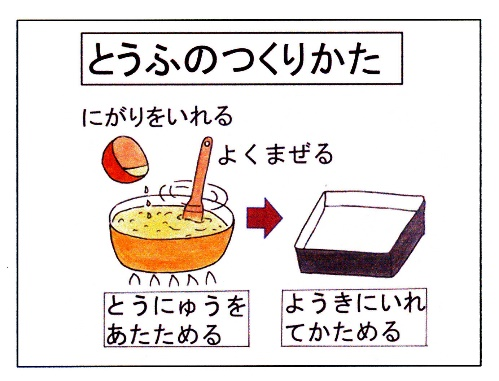 とうふのつくりかた
にがりをいれる
よくまぜる
とうにゅうを
あたためる
ようきにいれ
てかためる